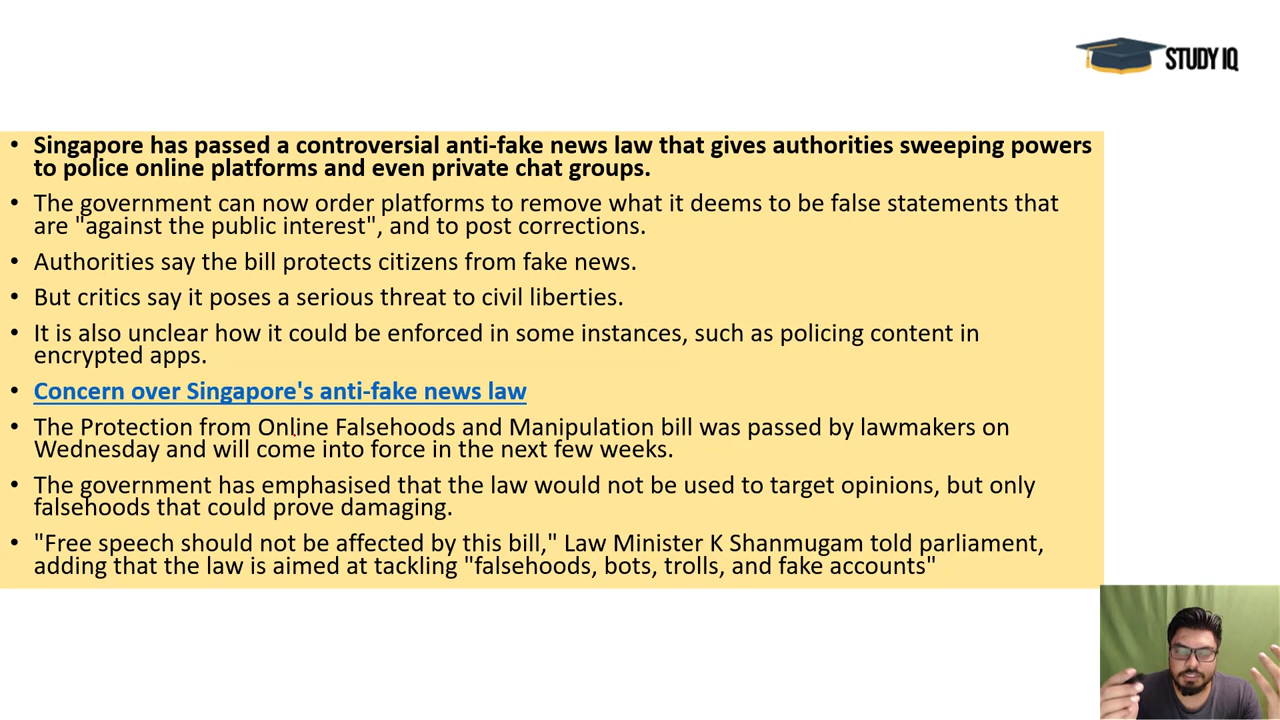 STUDY IQ
• Singapore has passed a controversial anti-fake news law that gives authorities sweeping powers
to police online platforms and even private chat groups.
• The government can now order platforms to remove what it deems to be false statements that
are "against the public interest", and to post corrections.
• Authorities say the bill protects citizens from fake news.
• But critics say it poses a serious threat to civil liberties.
• It is also unclear how it could be enforced in some instances, such as policing content in
encrypted apps.
• Concern over Singapore's anti-fake news law
• The Protection from Online Falsehoods and Manipulation bill was passed by lawmakers on
Wednesday and will come into force in the next few weeks.
• The government has emphasised that the law would not be used to target opinions, but only
falsehoods that could prove damaging.
• "Free speech should not be affected by this bill," Law Minister K Shanmugam told parliament,
adding that the law is aimed at tackling "falsehoods, bots, trolls, and fake accounts"